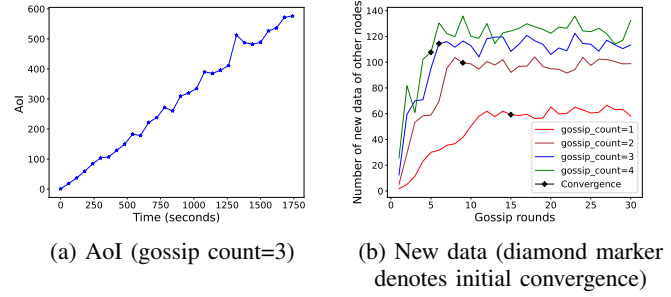 600
500
400
300
200
100
0
AoI
0 250 500 750 1000 1250 1500 1750
Time (seconds)
(a) AoI (gossip count=3)
140
120
100
80
60
40
20
0
Number of new data of other nodes
gossip_count=1
gossip_count=2
gossip_count=3
gossip_count=4
Convergence
0 5 10 15 20 25 30
Gossip rounds
(b) New data (diamond marker
denotes initial convergence)